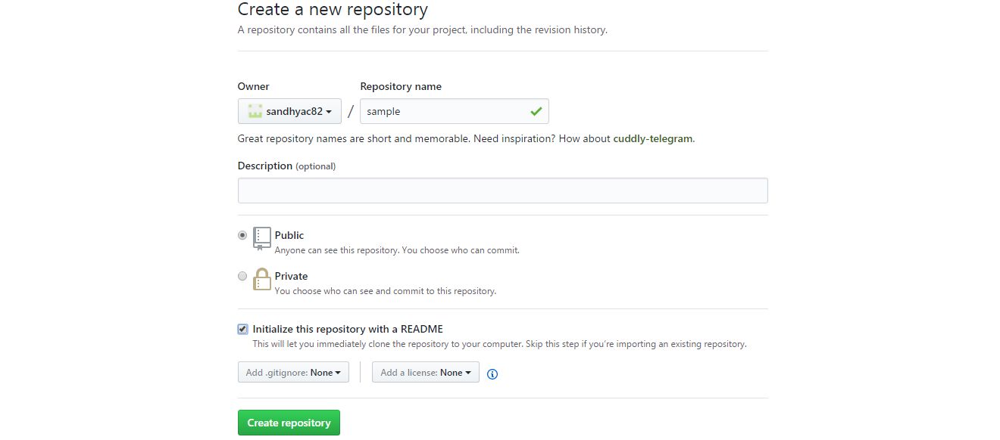 Create a new repository
A repository contains all the files for your project, including the revision history.
Owner Repository name
sandhyac82 / sample
Great repository names are short and memorable. Need inspiration? How about cuddly-telegram.
Description (optional)
Public
Anyone can see this repository. You choose who can commit.
Private
You choose who can see and commit to this repository.
Initialize this repository with a README
This will let you immediately clone the repository to your computer. Skip this step if you’re importing an existing repository.
Add .gitignore: None Add a license: None
Create repository